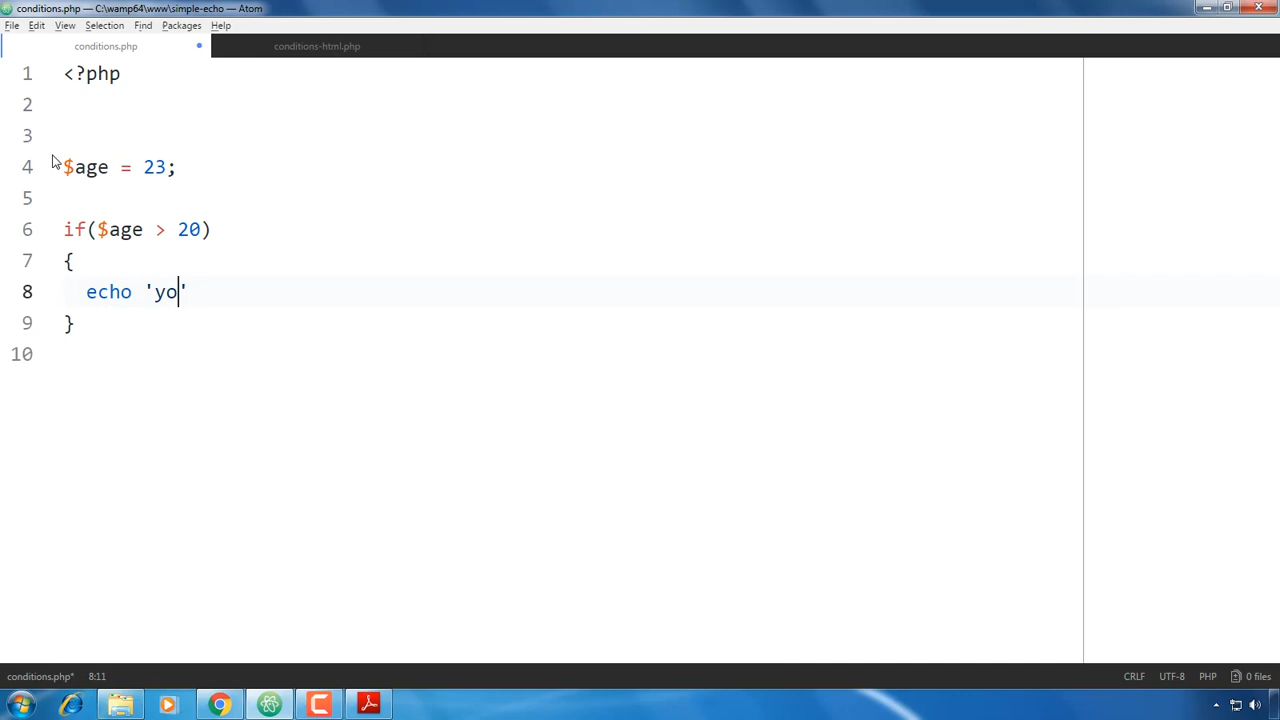 conditions.php — C:\wamp64\www\simple-echo — Atom
File Edit View Selection Find Packages Help
conditions.php conditions-html.php
1 <?php
2
3
4 $age = 23;
5
6 if($age > 20)
7 {
8 echo 'yo'
9 }
10
conditions.php* 8:11 CRLF UTF-8 PHP 0 files